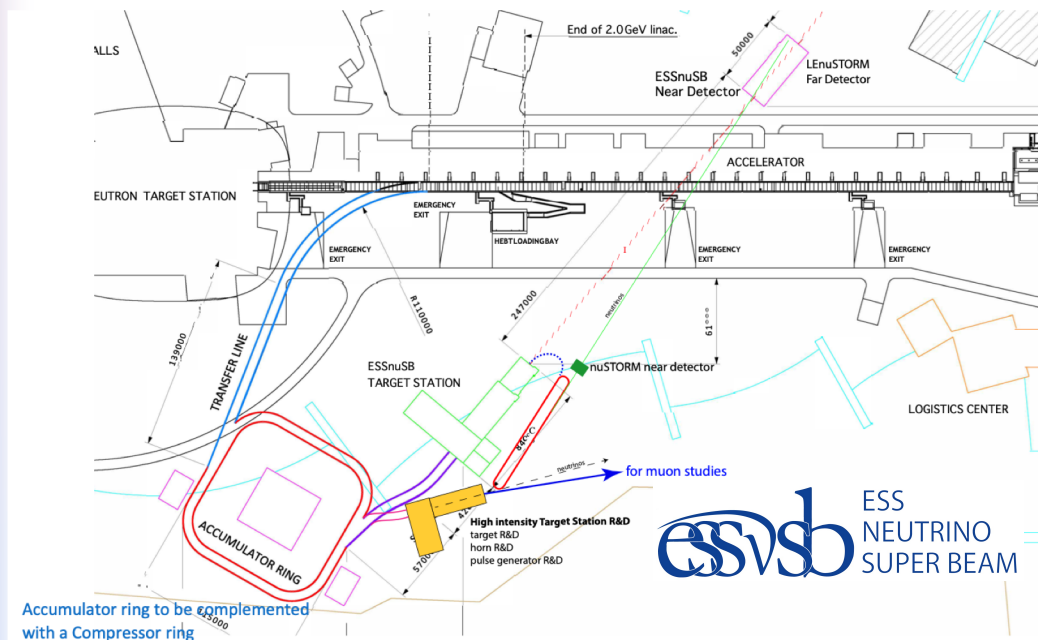 End of 2.0GeV linac.
50000
ALLS
LEnuSTORM
Far Detector
ESSnuSB
Near Detector
ACCELERATOR
EUTRON TARGET STATION
EMERGENCY
EXIT
HEBTLOADINGBAY
EMERGENCY
EXIT
EMERGENCY
EXIT
EMERGENCY
EXIT
R110000
247000
neutrinos
139000
TRANSFER LINE
ESSnuSB
TARGET STATION
nuSTORM near detector
LOGISTICS CENTER
neutrinos
for muon studies
High intensity Target Station R&D
target R&D
horn R&D
pulse generator R&D
ACCUMULATOR RING
essνsb
ESS
NEUTRINO
SUPER BEAM
Accumulator ring to be complemented
with a Compressor ring